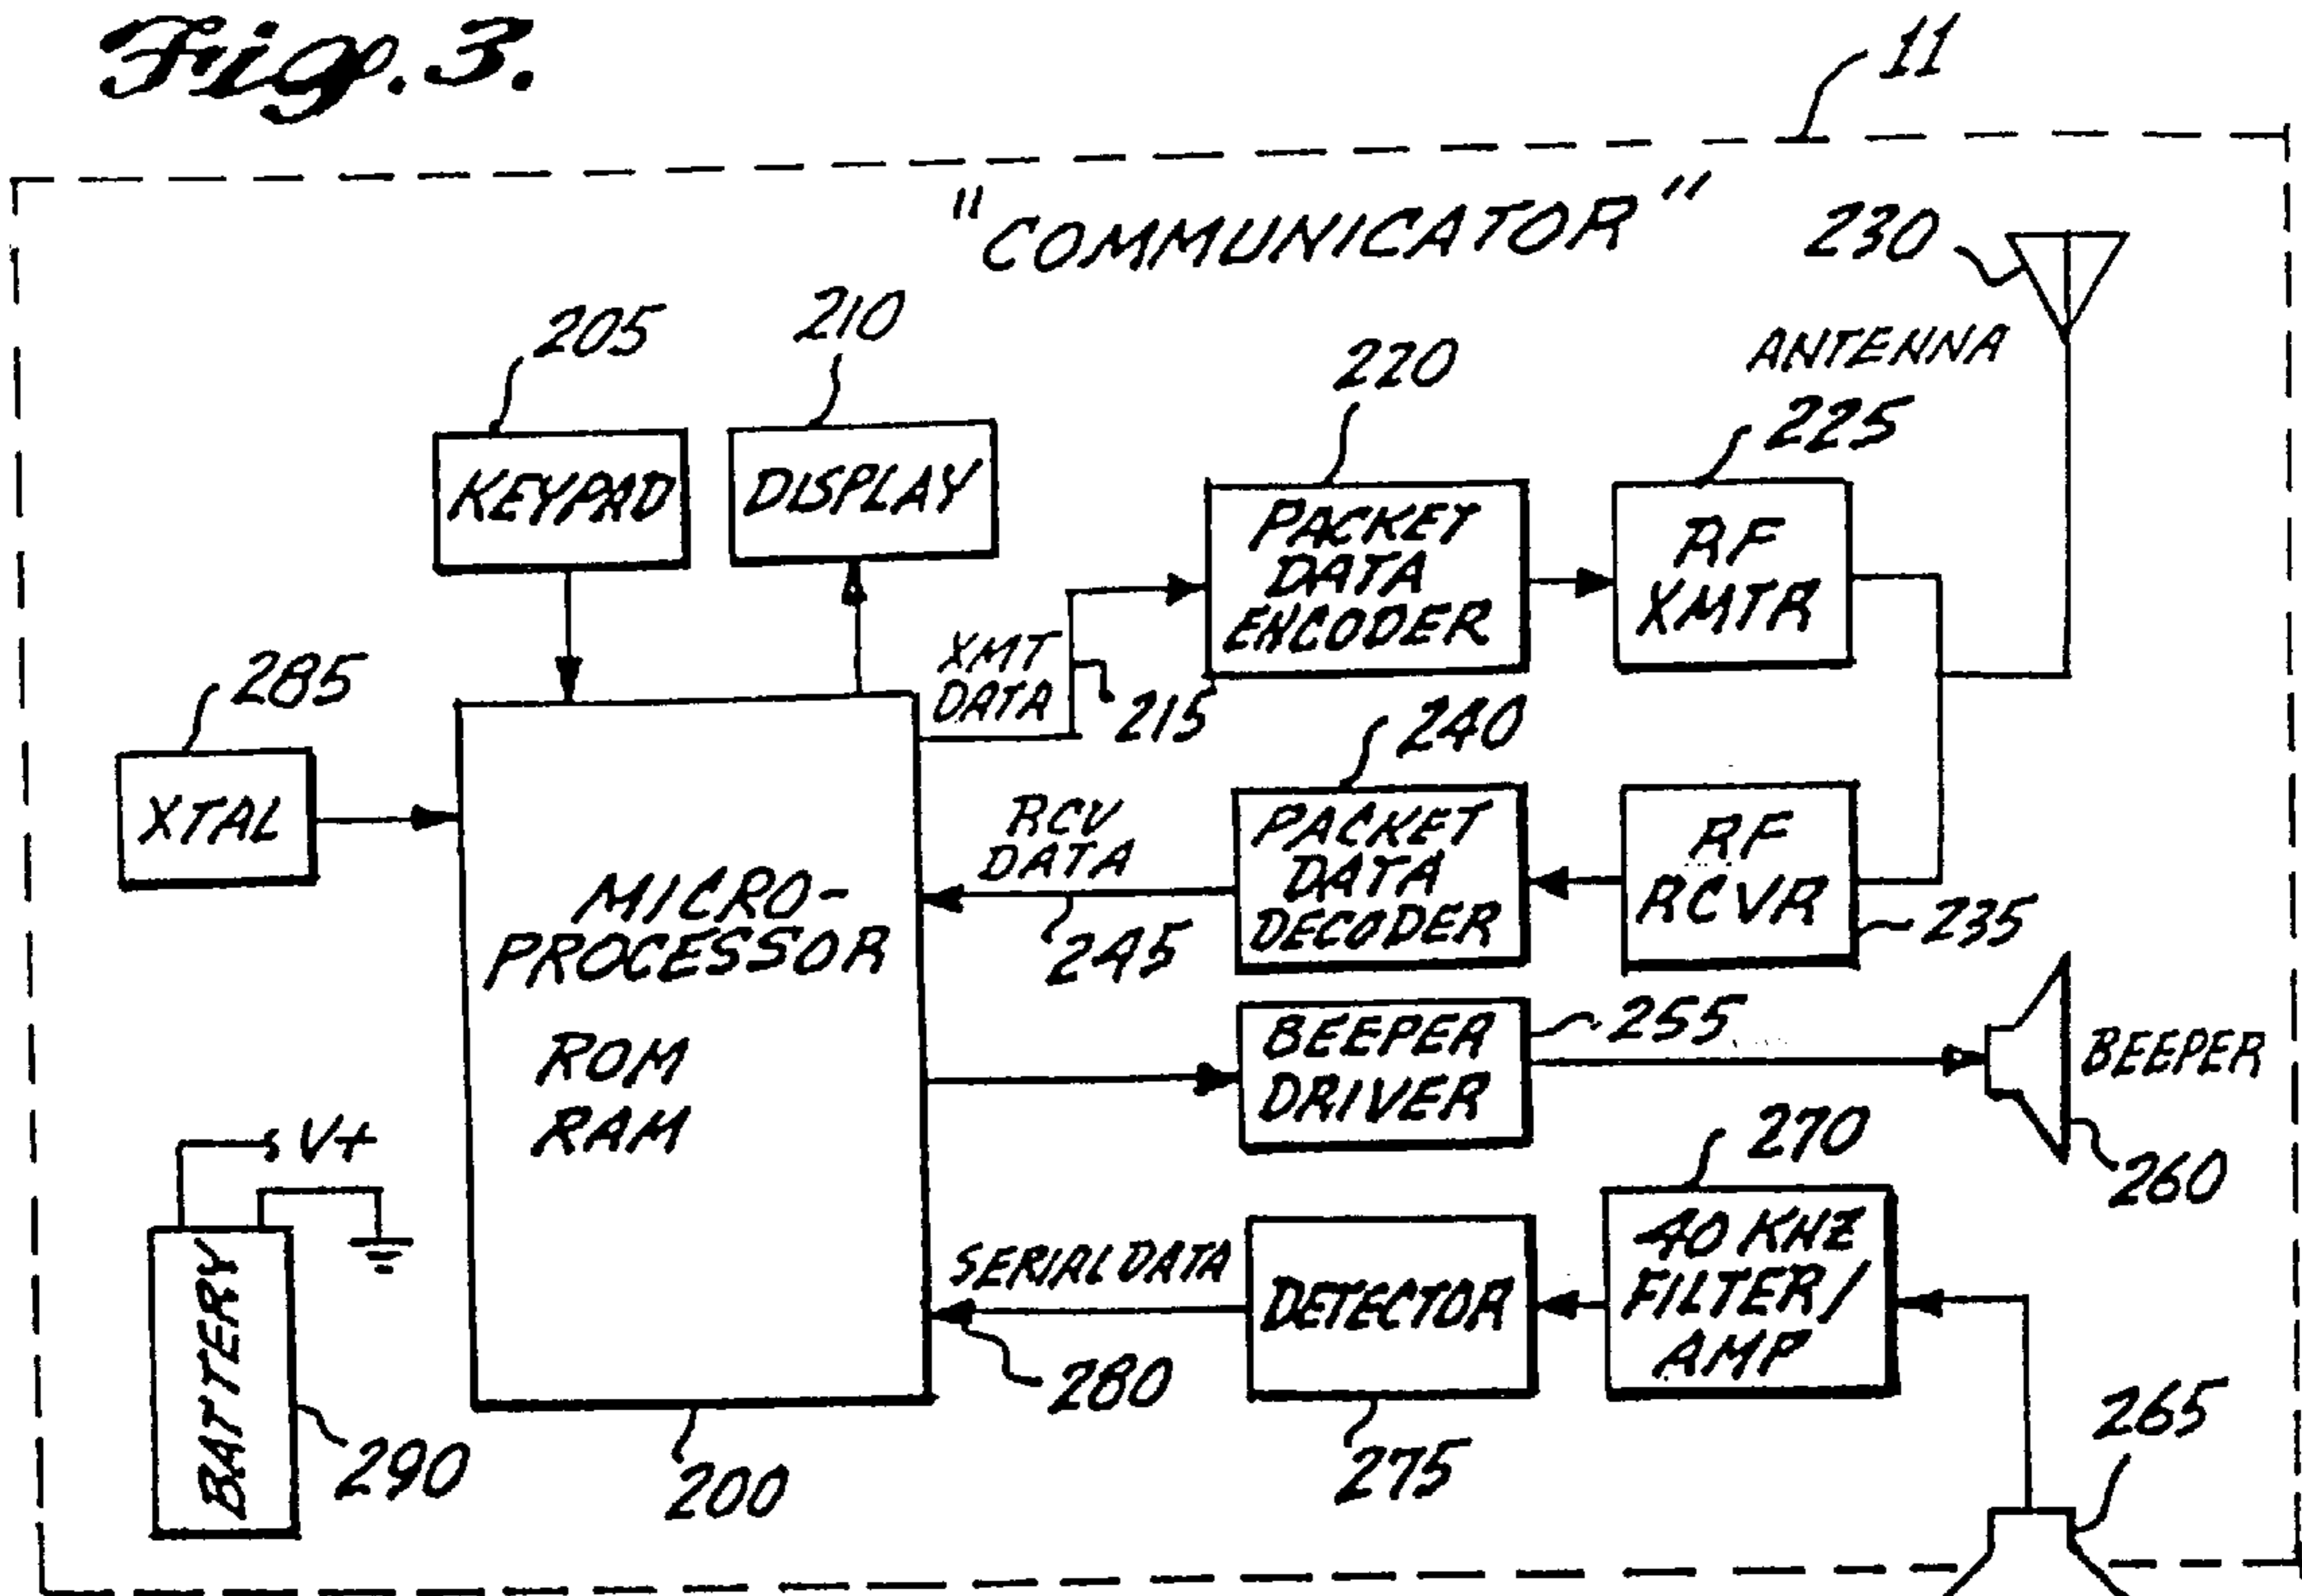 Fig. 3.
11
"COMMUNICATOR"
230
ANTENNA
205
210
220
225
KEYPAD
DISPLAY
PACKET
DATA
ENCODER
RF
XMTR
XMT
DATA
215
285
XTAL
240
RCV
DATA
245
PACKET
DATA
DECODER
RF
RCVR
235
MICRO-
PROCESSOR
ROM
RAM
BEEPER
DRIVER
255
BEEPER
260
V+
BATTERY
290
270
40 KHZ
FILTER/
AMP
SERIAL DATA
DETECTOR
280
275
265
200